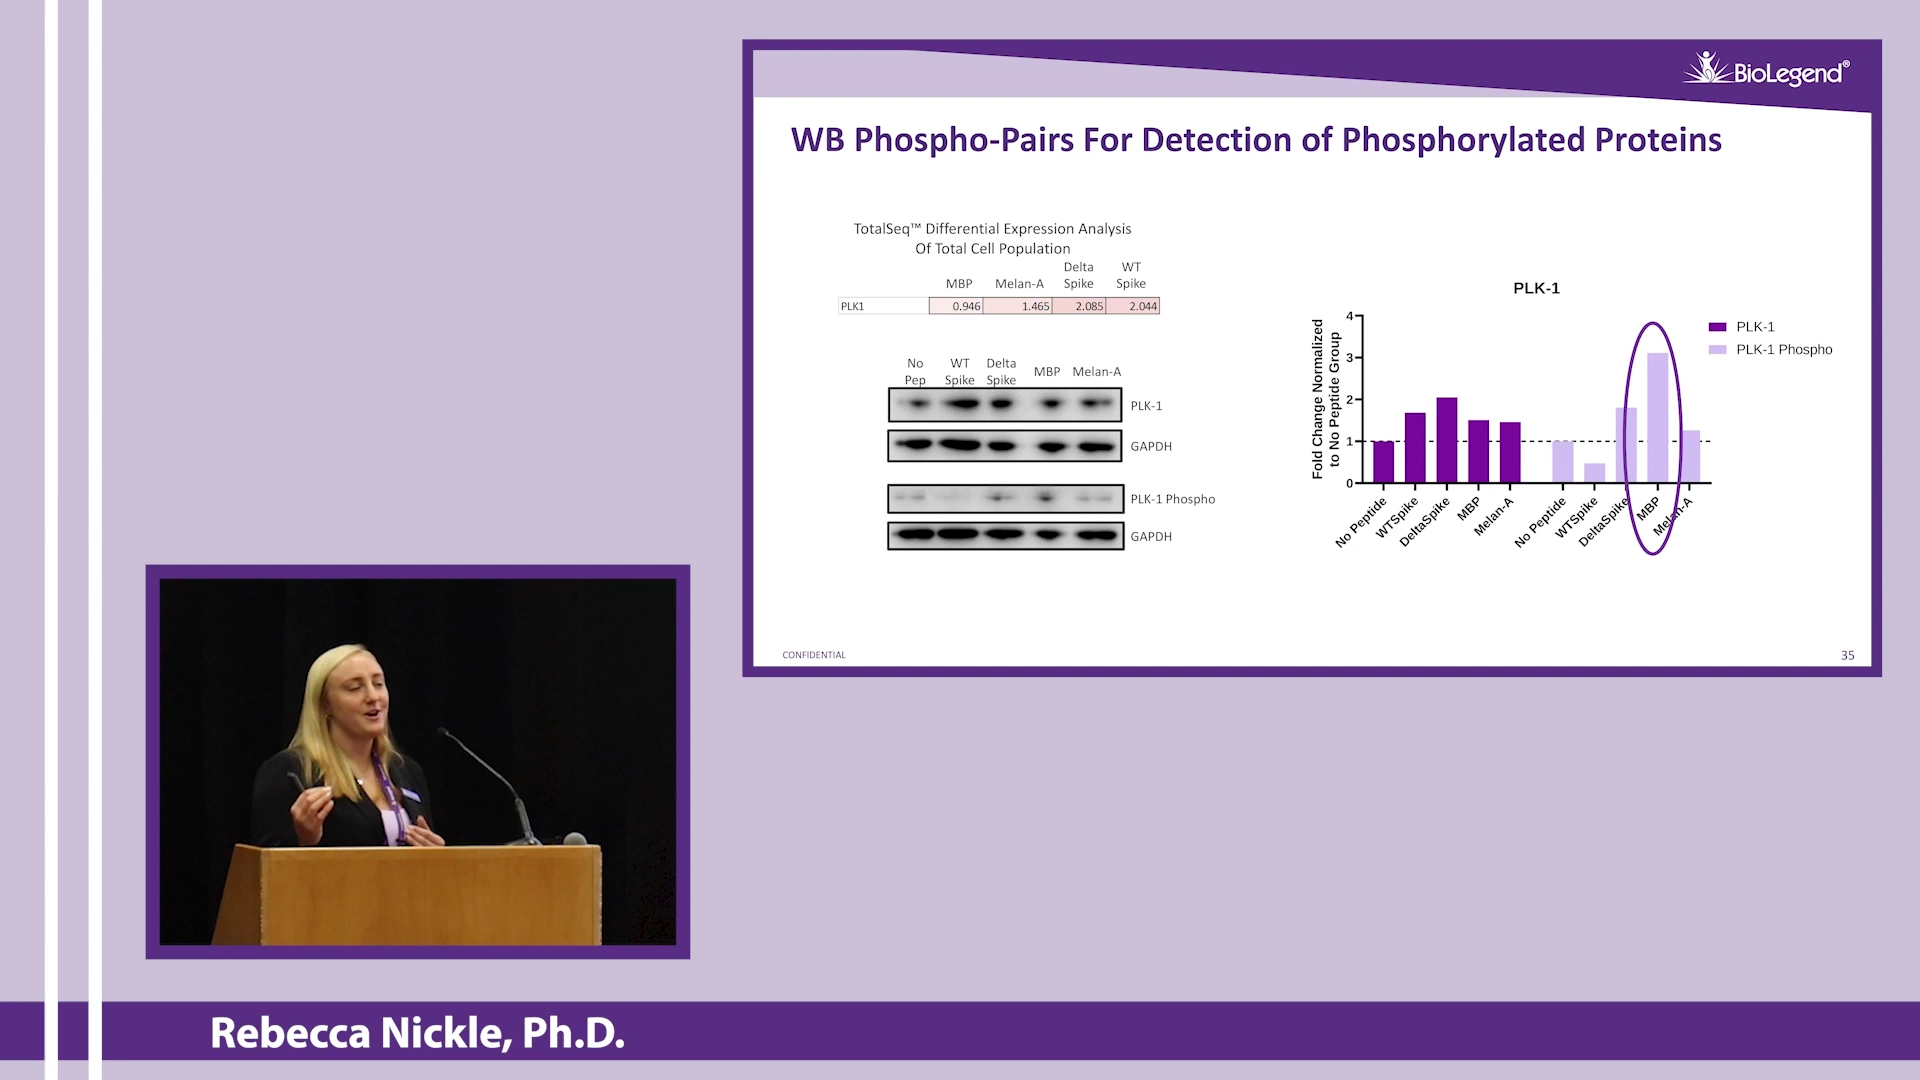 BioLegend®
WB Phospho-Pairs For Detection of Phosphorylated Proteins
TotalSeq™ Differential Expression Analysis
Of Total Cell Population
MBP Melan-A Delta Spike WT Spike
PLK1 0.946 1.465 2.085 2.044
No Pep WT Spike Delta Spike MBP Melan-A
PLK-1
GAPDH
PLK-1 Phospho
GAPDH
PLK-1
Fold Change Normalized
to No Peptide Group
4
3
2
1
0
No Peptide WTSpike DeltaSpike MBP Melan-A No Peptide WTSpike DeltaSpike MBP Melan-A
PLK-1
PLK-1 Phospho
CONFIDENTIAL
35
Rebecca Nickle, Ph.D.